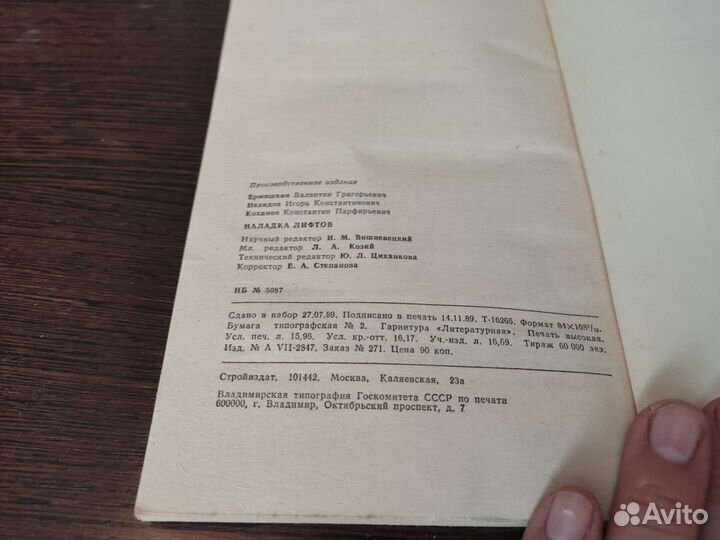 Производственное издание
Ермишкин Валентин Григорьевич
Нелидов Игорь Константинович
Коханов Константин Парфирьевич
НАЛАДКА ЛИФТОВ
Научный редактор И. М. Вишневецкий
Мл. редактор Л. А. Козий
Технический редактор Ю. Л. Циханкова
Корректор Е. А. Степанова
НБ № 5087
Сдано в набор 27.07.89. Подписано в печать 14.11.89. Т-16265. Формат 84×108¹/₃₂.
Бумага типографская № 2. Гарнитура «Литературная». Печать высокая.
Усл. печ. л. 15,96. Усл. кр.-отт. 16,17. Уч.-изд. л. 16,69. Тираж 60 000 экз.
Изд. № А VII-2847. Заказ № 271. Цена 90 коп.
Стройиздат, 101442. Москва, Каляевская, 23а
Владимирская типография Госкомитета СССР по печати
600000, г. Владимир, Октябрьский проспект, д. 7
Avito